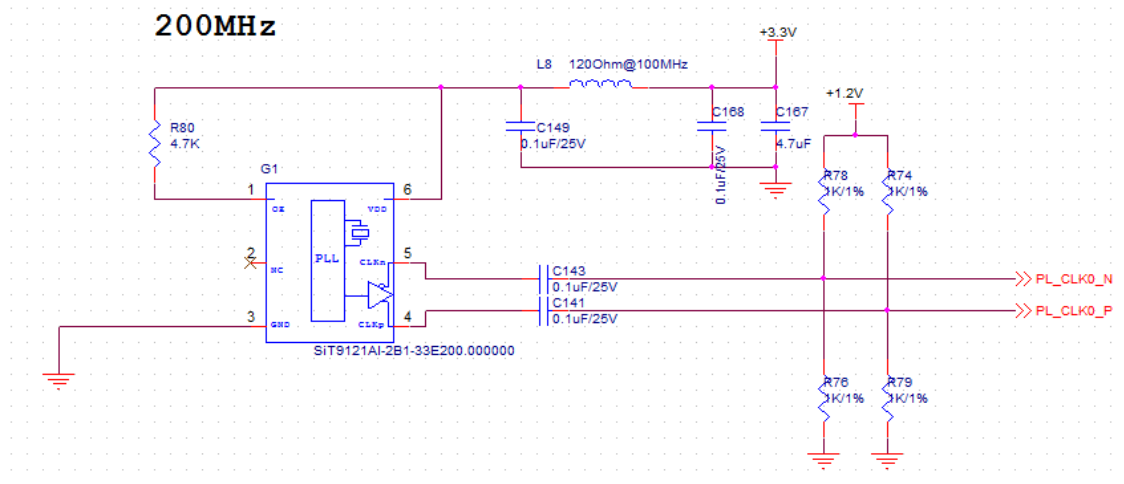 200MHz
+3.3V
L8 120Ohm@100MHz
+1.2V
C168
C167
R80
4.7K
C149
0.1uF/25V
4.7uF
0.1uF/25V
G1
R78
1K/1%
R74
1K/1%
1
OE
6
VDD
2
NC
PLL
5
CLKn
C143
0.1uF/25V
PL_CLK0_N
C141
0.1uF/25V
PL_CLK0_P
3
GND
4
CLKp
SiT9121AI-2B1-33E200.000000
R76
1K/1%
R79
1K/1%